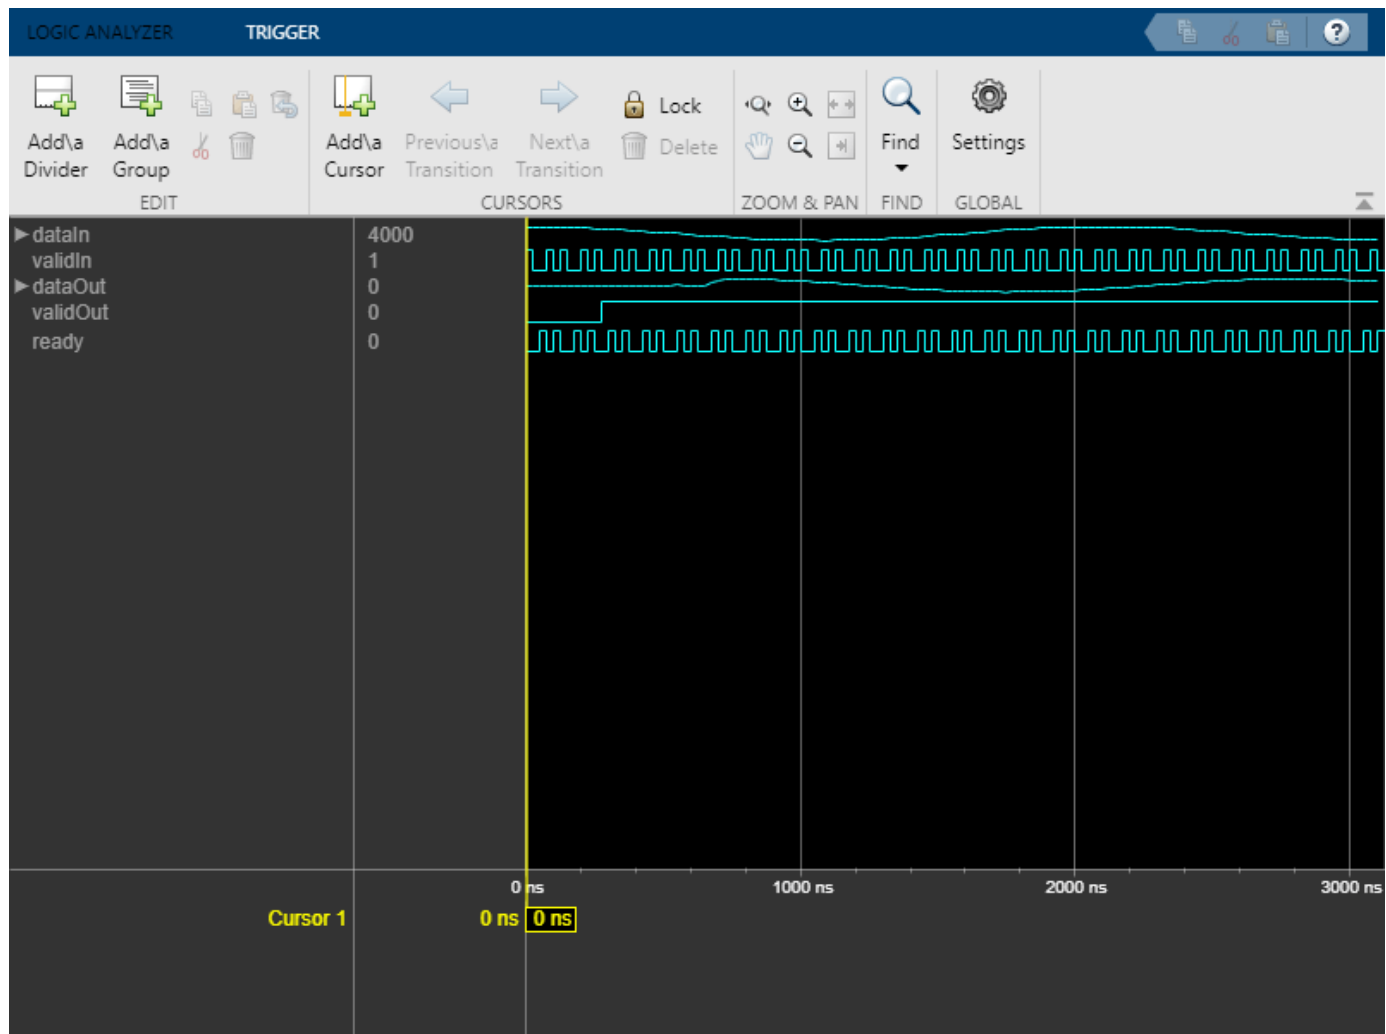 LOGIC ANALYZER TRIGGER ?
Add\a Divider
Add\a Group
EDIT
Add\a Cursor
Previous\a Transition
Next\a Transition
Lock
Delete
CURSORS
ZOOM & PAN
Find
FIND
Settings
GLOBAL
dataIn 4000
validIn 1
dataOut 0
validOut 0
ready 0
0 ns 1000 ns 2000 ns 3000 ns
Cursor 1 0 ns 0 ns